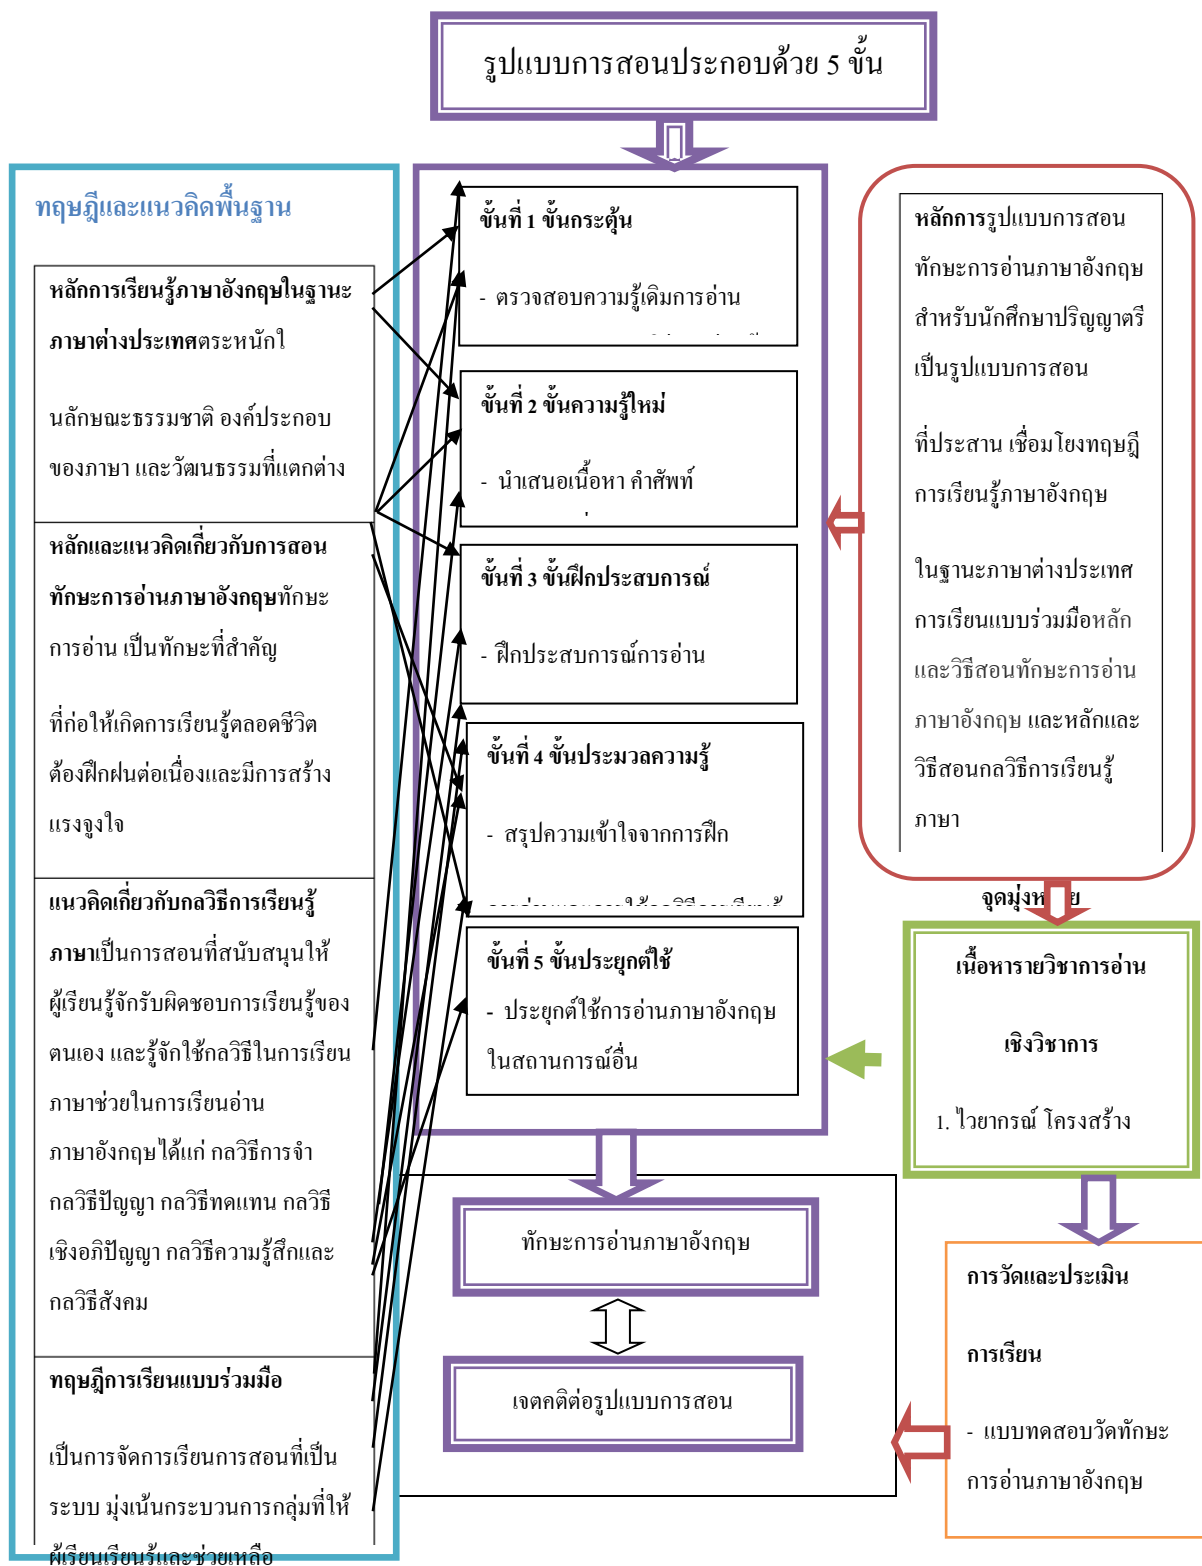 รูปแบบการสอนประกอบด้วย 5 ขั้น
ทฤษฎีและแนวคิดพื้นฐาน
หลักการเรียนรู้ภาษาอังกฤษในฐานะ
ภาษาต่างประเทศตระหนักใ
นลักษณะธรรมชาติ องค์ประกอบ
ของภาษา และวัฒนธรรมที่แตกต่าง
หลักและแนวคิดเกี่ยวกับการสอน
ทักษะการอ่านภาษาอังกฤษทักษะ
การอ่าน เป็นทักษะที่สำคัญ
ที่ก่อให้เกิดการเรียนรู้ตลอดชีวิต
ต้องฝึกฝนต่อเนื่องและมีการสร้าง
แรงจูงใจ
แนวคิดเกี่ยวกับกลวิธีการเรียนรู้
ภาษาเป็นการสอนที่สนับสนุนให้
ผู้เรียนรู้จักรับผิดชอบการเรียนรู้ของ
ตนเอง และรู้จักใช้กลวิธีในการเรียน
ภาษาช่วยในการเรียนอ่าน
ภาษาอังกฤษได้แก่ กลวิธีการจำ
กลวิธีปัญญา กลวิธีทดแทน กลวิธี
เชิงอภิปัญญา กลวิธีความรู้สึกและ
กลวิธีสังคม
ทฤษฎีการเรียนแบบร่วมมือ
เป็นการจัดการเรียนการสอนที่เป็น
ระบบ มุ่งเน้นกระบวนการกลุ่มที่ให้
ผู้เรียนเรียนรู้และช่วยเหลือ
ขั้นที่ 1 ขั้นกระตุ้น
- ตรวจสอบความรู้เดิมการอ่าน
ขั้นที่ 2 ขั้นความรู้ใหม่
- นำเสนอเนื้อหา คำศัพท์
ขั้นที่ 3 ขั้นฝึกประสบการณ์
- ฝึกประสบการณ์การอ่าน
ขั้นที่ 4 ขั้นประมวลความรู้
- สรุปความเข้าใจจากการฝึก
ขั้นที่ 5 ขั้นประยุกต์ใช้
- ประยุกต์ใช้การอ่านภาษาอังกฤษ
ในสถานการณ์อื่น
ทักษะการอ่านภาษาอังกฤษ
เจตคติต่อรูปแบบการสอน
หลักการรูปแบบการสอน
ทักษะการอ่านภาษาอังกฤษ
สำหรับนักศึกษาปริญญาตรี
เป็นรูปแบบการสอน
ที่ประสาน เชื่อมโยงทฤษฎี
การเรียนรู้ภาษาอังกฤษ
ในฐานะภาษาต่างประเทศ
การเรียนแบบร่วมมือหลัก
และวิธีสอนทักษะการอ่าน
ภาษาอังกฤษ และหลักและ
วิธีสอนกลวิธีการเรียนรู้
ภาษา
จุดมุ่งหมาย
เนื้อหารายวิชาการอ่าน
เชิงวิชาการ
1. ไวยากรณ์ โครงสร้าง
การวัดและประเมิน
การเรียน
- แบบทดสอบวัดทักษะ
การอ่านภาษาอังกฤษ